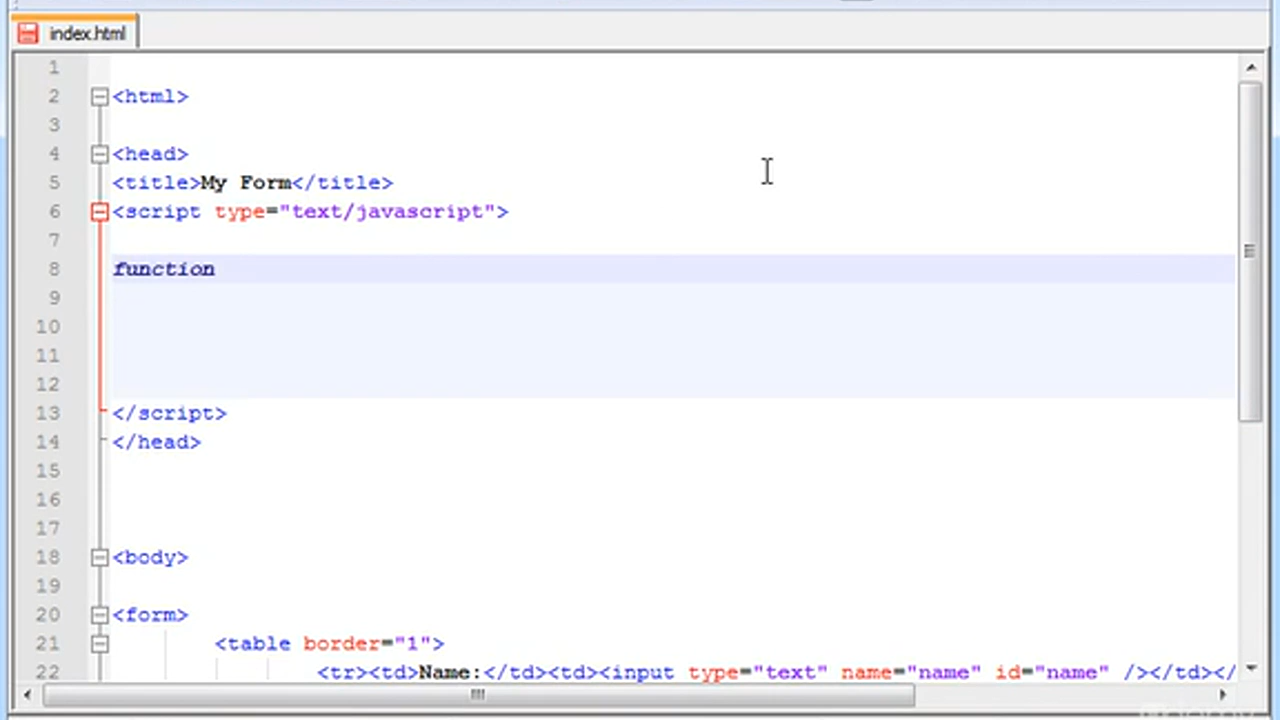 index.html
1
2 <html>
3
4 <head>
5 <title>My Form</title>
6 <script type="text/javascript">
7
8 function
9
10
11
12
13 </script>
14 </head>
15
16
17
18 <body>
19
20 <form>
21 <table border="1">
22 <tr><td>Name:</td><td><input type="text" name="name" id="name" /></td></